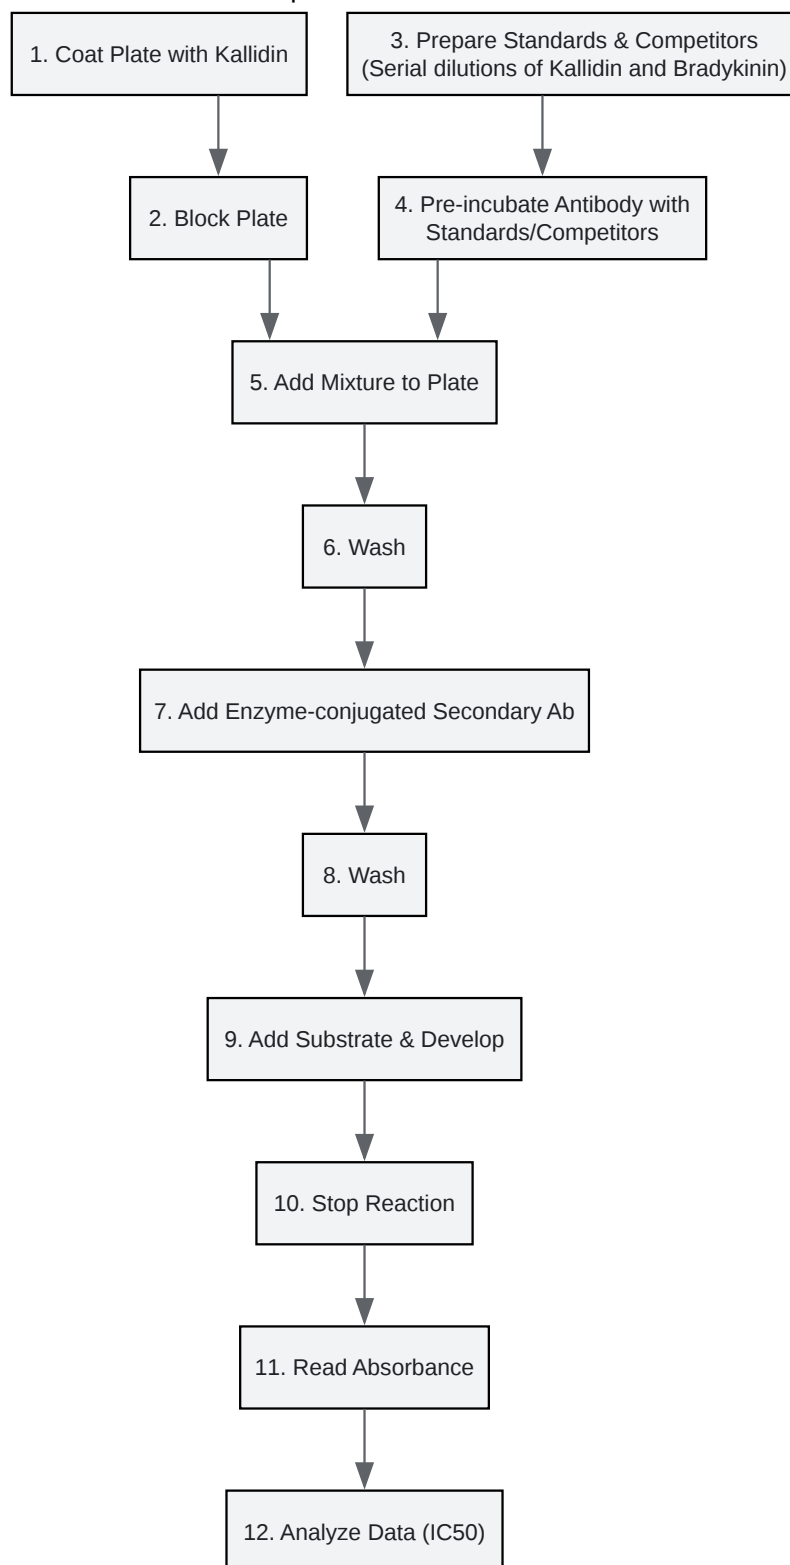 1. Coat Plate with Kallidin
3. Prepare Standards & Competitors
(Serial dilutions of Kallidin and Bradykinin)
2. Block Plate
4. Pre-incubate Antibody with
Standards/Competitors
5. Add Mixture to Plate
6. Wash
7. Add Enzyme-conjugated Secondary Ab
8. Wash
9. Add Substrate & Develop
10. Stop Reaction
11. Read Absorbance
12. Analyze Data (IC50)